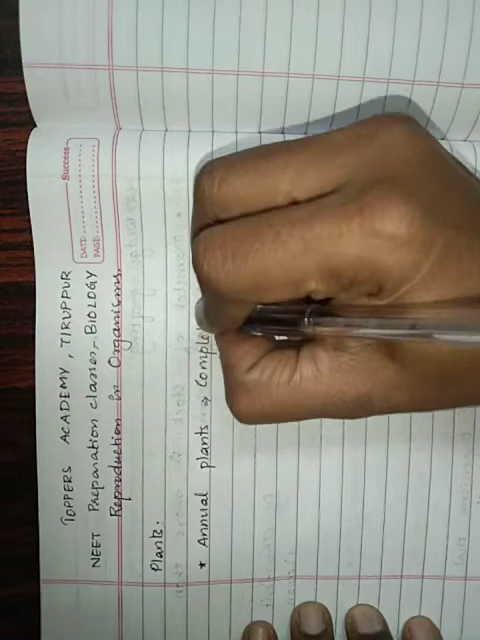 Success
DATE:
PAGE:
TOPPERS ACADEMY, TIRUPPUR
NEET Preparation classes - BIOLOGY
Reproduction in Organisms.
Plants:
* Annual plants → Comple